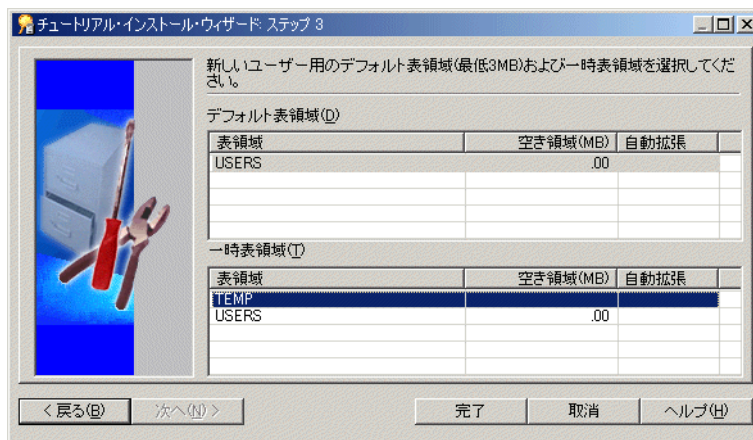 チュートリアル・インストール・ウィザード: ステップ 3
新しいユーザー用のデフォルト表領域(最低3MB)および一時表領域を選択してくだ
さい。
デフォルト表領域(D)
表領域 空き領域(MB) 自動拡張
USERS .00
一時表領域(T)
表領域 空き領域(MB) 自動拡張
TEMP
USERS .00
< 戻る(B) 次へ(N) > 完了 取消 ヘルプ(H)